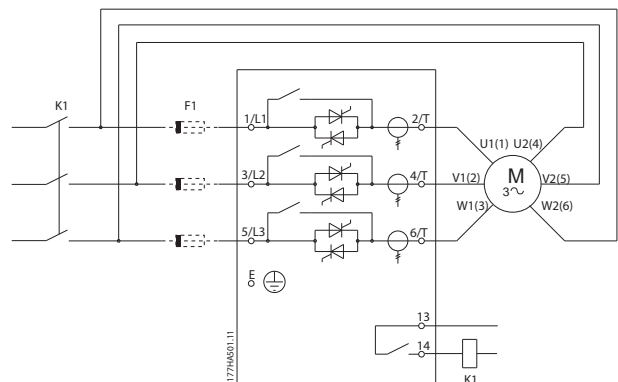 K1
F1
1/L1
2/T
U1(1) U2(4)
3/L2
4/T
V1(2)
M
3
V2(5)
W1(3)
W2(6)
5/L3
6/T
E
13
14
K1
177HA501.11